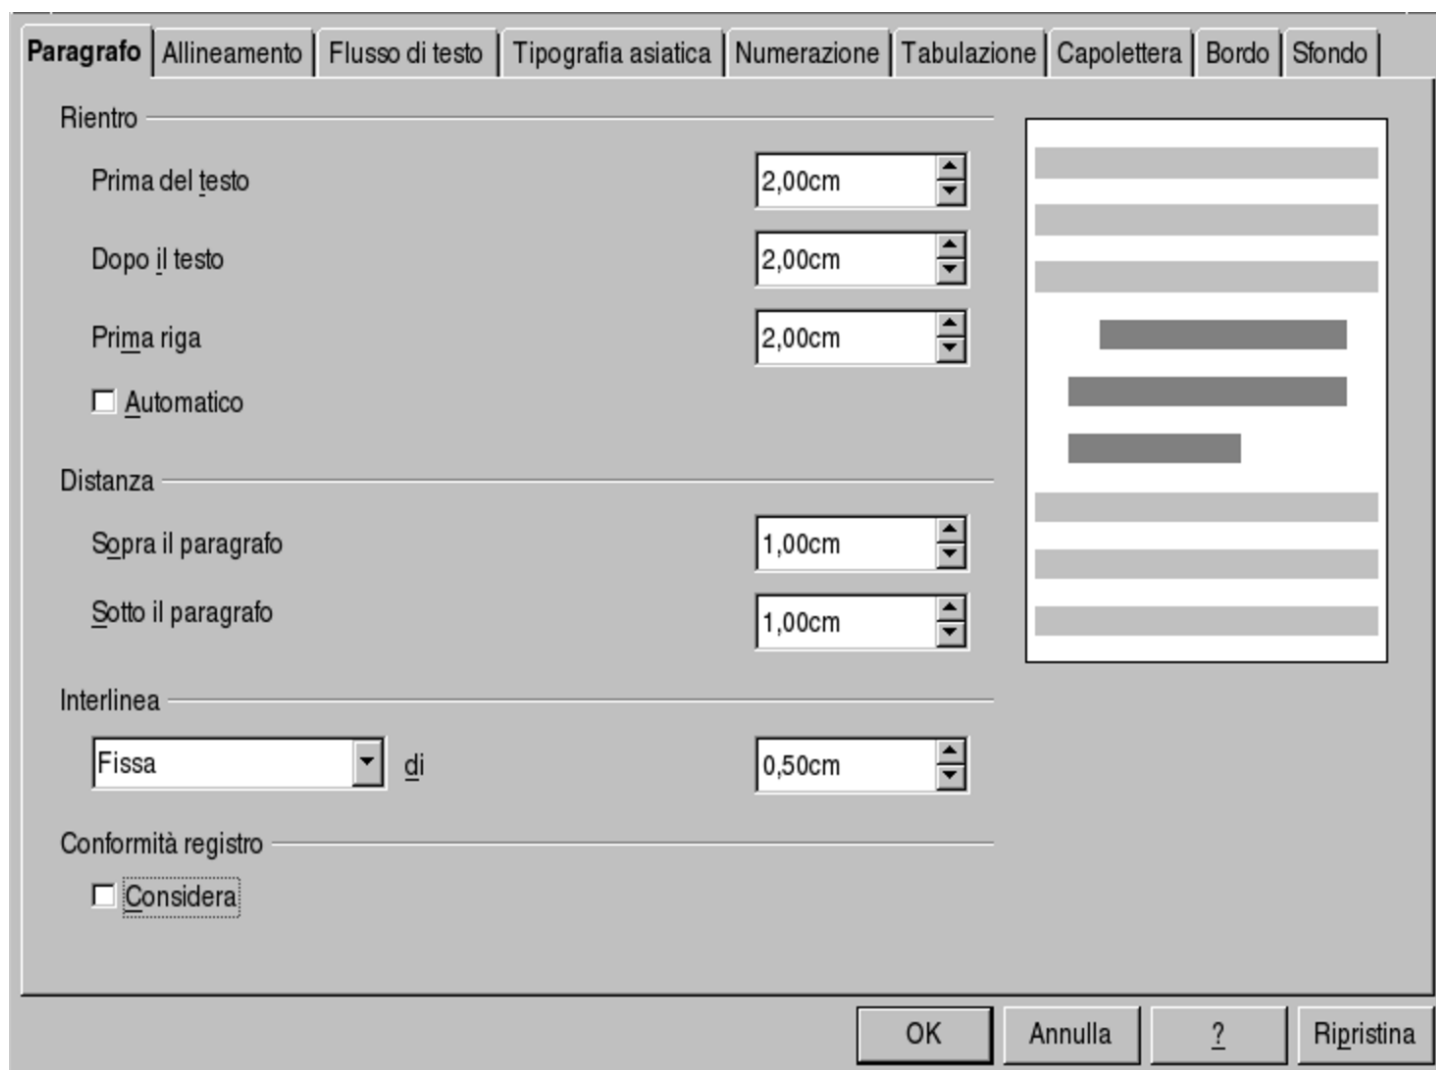 Paragrafo Allineamento Flusso di testo Tipografia asiatica Numerazione Tabulazione Capolettera Bordo Sfondo
Rientro
Prima del testo 2,00cm
Dopo il testo 2,00cm
Prima riga 2,00cm
Automatico
Distanza
Sopra il paragrafo 1,00cm
Sotto il paragrafo 1,00cm
Interlinea
Fissa di 0,50cm
Conformità registro
Considera
OK Annulla ? Ripristina